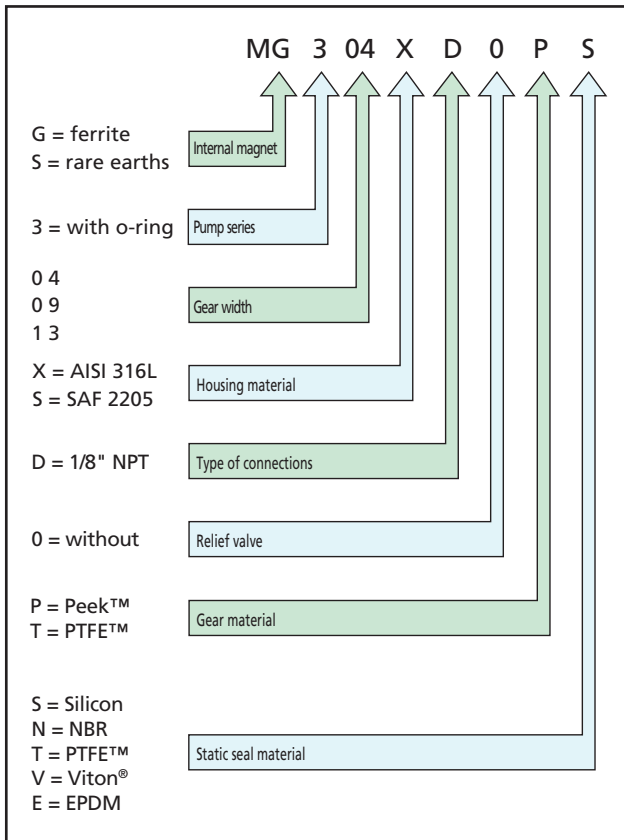 MG 3 04 X D 0 P S
G = ferrite
S = rare earths
Internal magnet
3 = with o-ring
Pump series
0 4
0 9
1 3
Gear width
X = AISI 316L
S = SAF 2205
Housing material
D = 1/8" NPT
Type of connections
0 = without
Relief valve
P = Peek™
T = PTFE™
Gear material
S = Silicon
N = NBR
T = PTFE™
V = Viton®
E = EPDM
Static seal material